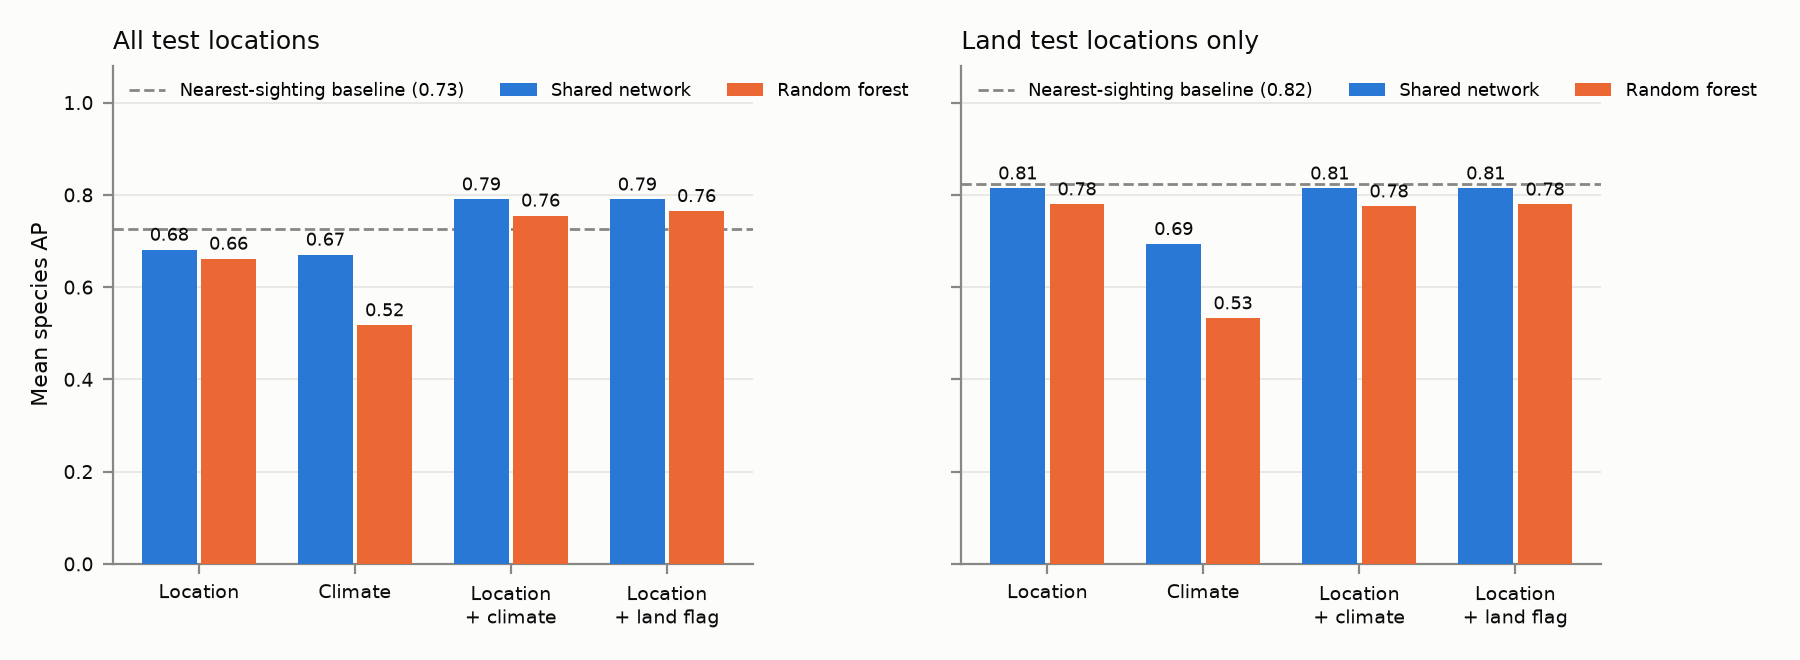 All test locations
Nearest-sighting baseline (0.73)
Shared network
Random forest
Mean species AP
1.0
0.8
0.6
0.4
0.2
0.0
0.68
0.66
0.67
0.52
0.79
0.76
0.79
0.76
Location
Climate
Location
+ climate
Location
+ land flag
Land test locations only
Nearest-sighting baseline (0.82)
Shared network
Random forest
0.81
0.78
0.69
0.53
0.81
0.78
0.81
0.78
Location
Climate
Location
+ climate
Location
+ land flag